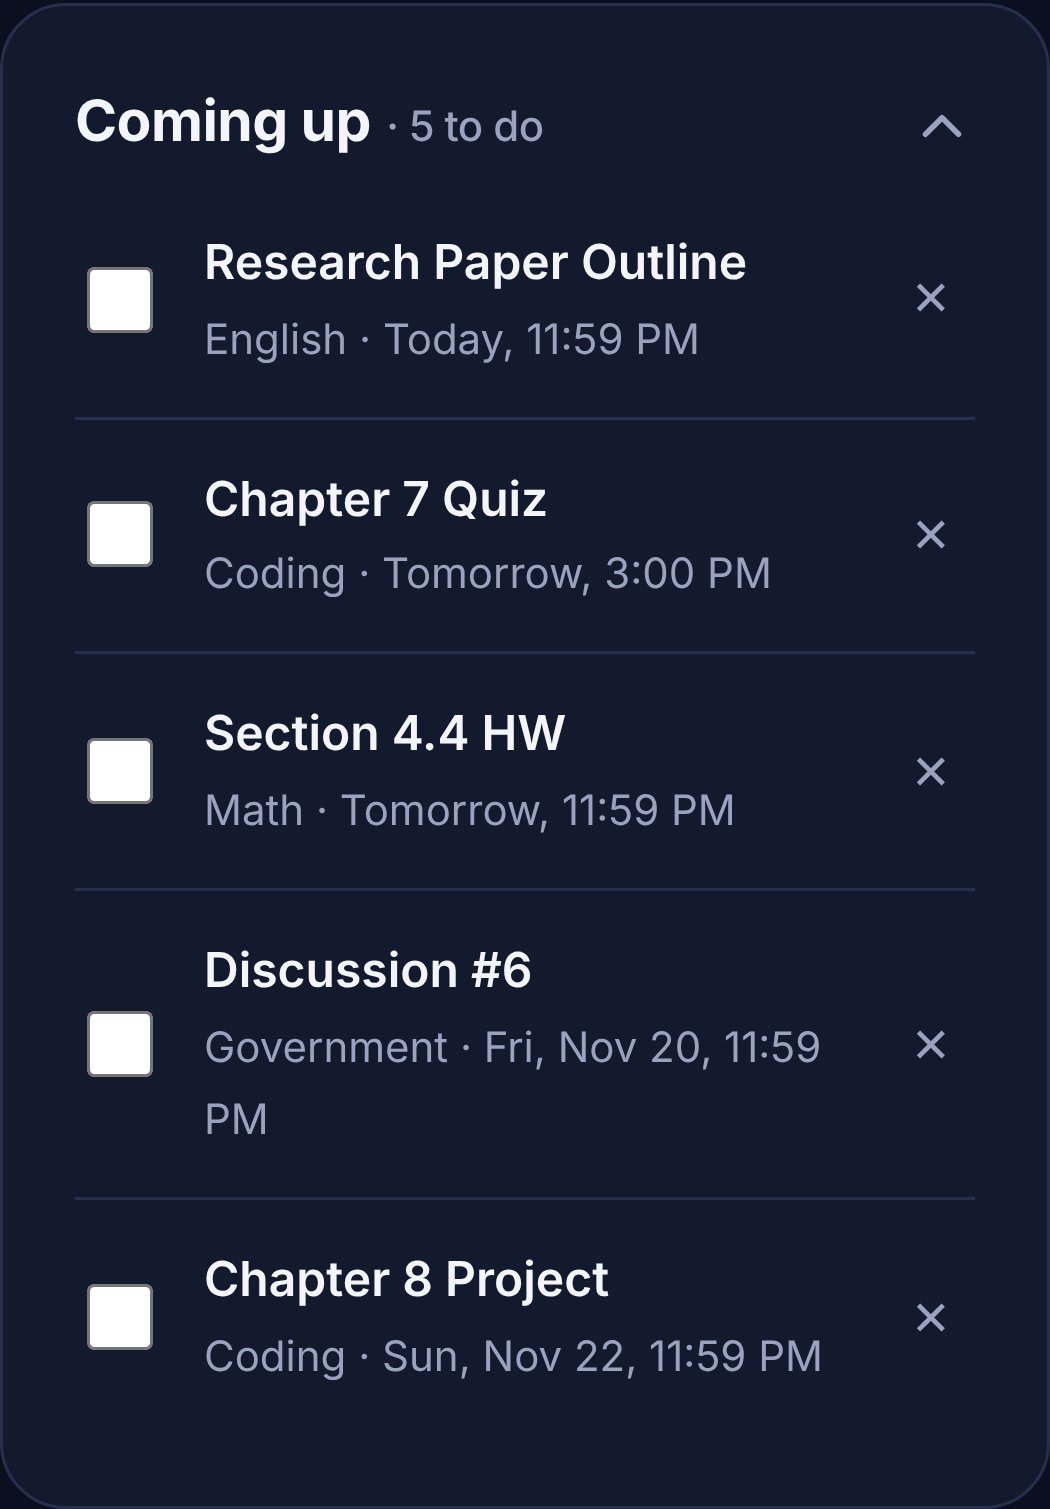 Coming up · 5 to do
Research Paper Outline
English · Today, 11:59 PM
Chapter 7 Quiz
Coding · Tomorrow, 3:00 PM
Section 4.4 HW
Math · Tomorrow, 11:59 PM
Discussion #6
Government · Fri, Nov 20, 11:59
PM
Chapter 8 Project
Coding · Sun, Nov 22, 11:59 PM